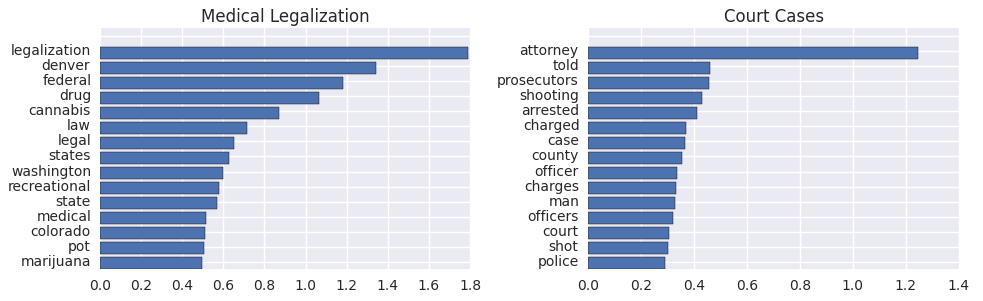 Medical Legalization
legalization
denver
federal
drug
cannabis
law
legal
states
washington
recreational
state
medical
colorado
pot
marijuana
0.0 0.2 0.4 0.6 0.8 1.0 1.2 1.4 1.6 1.8
Court Cases
attorney
told
prosecutors
shooting
arrested
charged
case
county
officer
charges
man
officers
court
shot
police
0.0 0.2 0.4 0.6 0.8 1.0 1.2 1.4